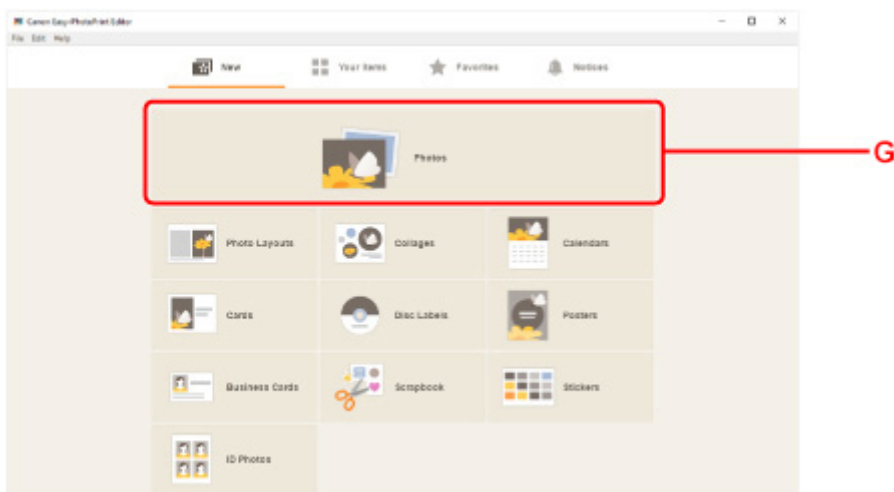 Canon Easy-PhotoPrint Editor
File Edit Help
New Your Items Favorites Notices
Photos
G
Photo Layouts Collages Calendars
Cards Disc Labels Posters
Business Cards Scrapbook Stickers
ID Photos